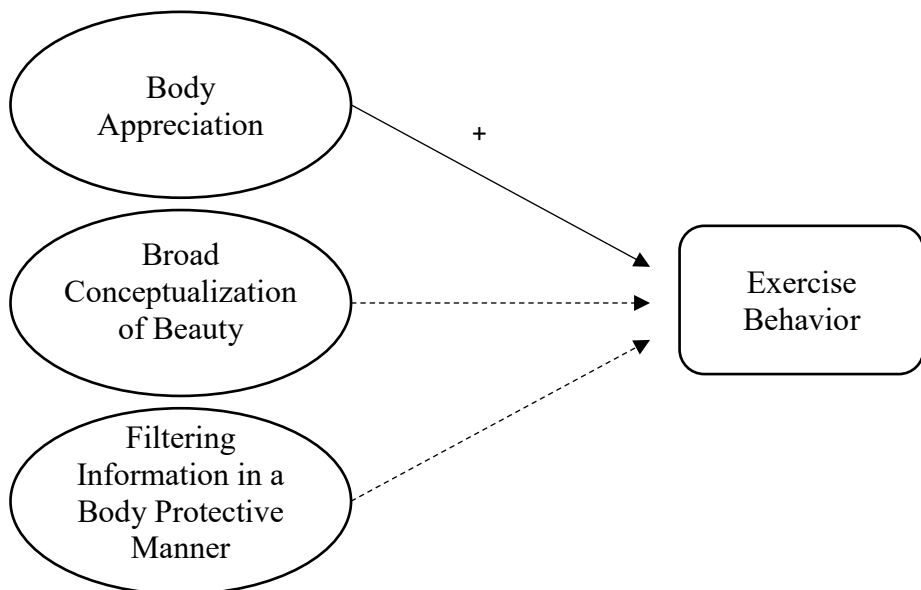 Body
Appreciation
+
Broad
Conceptualization
of Beauty
Exercise
Behavior
Filtering
Information in a
Body Protective
Manner